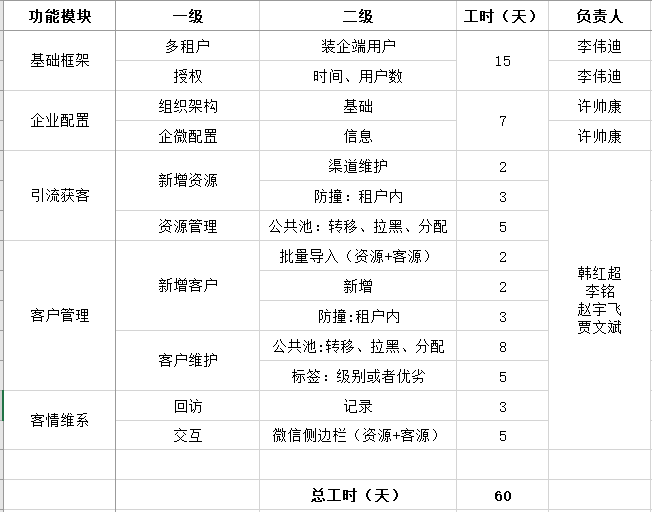 功能模块 一级 二级 工时（天） 负责人
基础框架 多租户 装企端用户 15 李伟迪
授权 时间、用户数 李伟迪
企业配置 组织架构 基础 7 许帅康
企微配置 信息 许帅康
引流获客 新增资源 渠道维护 2
防撞：租户内 3
资源管理 公共池：转移、拉黑、分配 5
客户管理 新增客户 批量导入（资源+客源） 2
新增 2
防撞:租户内 3
客户维护 公共池:转移、拉黑、分配 8
标签：级别或者优劣 5
客情维系 回访 记录 3
交互 微信侧边栏（资源+客源） 5
韩红超
李铭
赵宇飞
贾文斌
总工时（天） 60